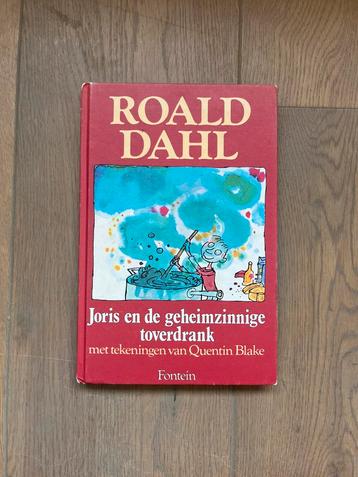 ROALD
DAHL
Joris en de geheimzinnige
toverdrank
met tekeningen van Quentin Blake
Fontein